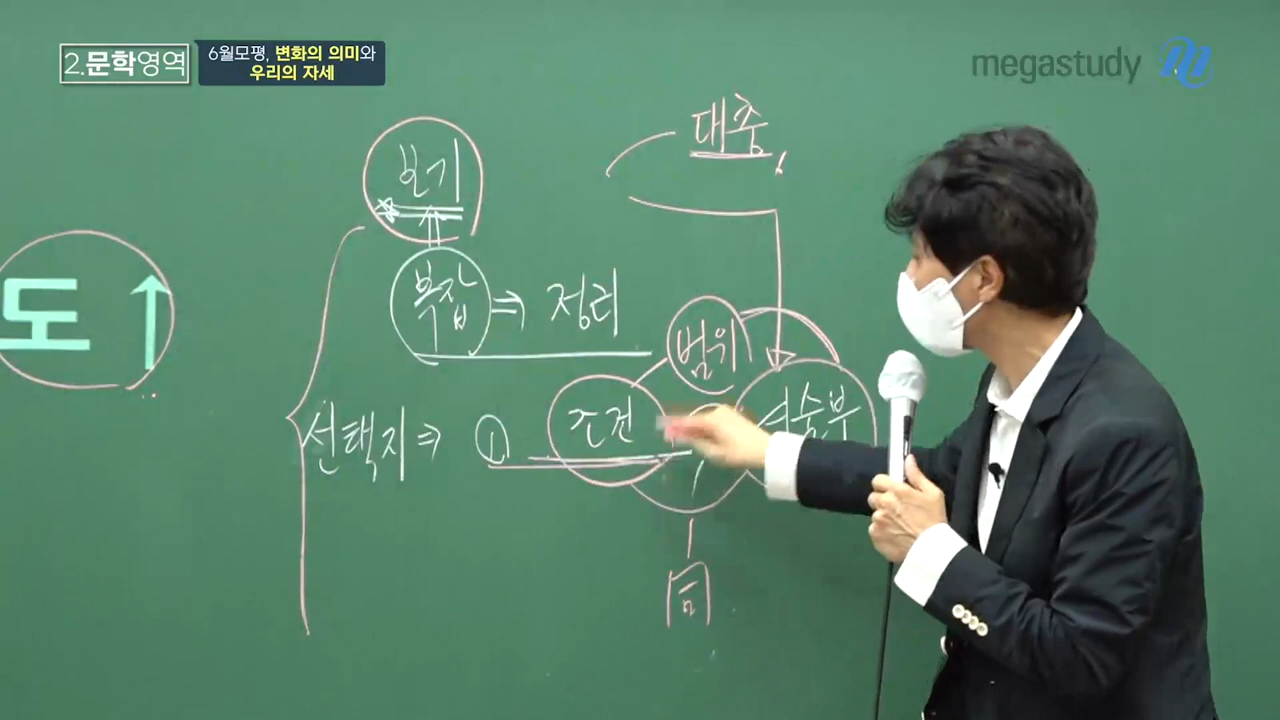 2.문학영역
6월모평, 변화의 의미와
우리의 자세
megastudy
대충
보기
도
복잡 ⇒ 정리
범위
선택지 ⇒ ① 조건
서술부
同